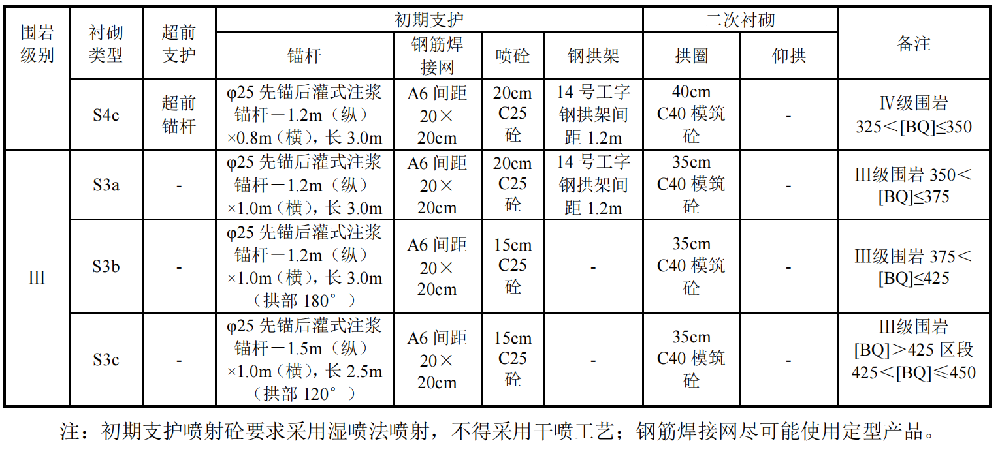 围岩
级别
衬砌
类型
超前
支护
初期支护
二次衬砌
备注
锚杆
钢筋焊
接网
喷砼
钢拱架
拱圈
仰拱
S4c
超前
锚杆
φ25 先锚后灌式注浆
锚杆－1.2m（纵）
×0.8m（横），长 3.0m
A6 间距
20×
20cm
20cm
C25
砼
14 号工字
钢拱架间
距 1.2m
40cm
C40 模筑
砼
-
Ⅳ级围岩
325＜[BQ]≤350
Ⅲ
S3a
-
φ25 先锚后灌式注浆
锚杆－1.2m（纵）
×1.0m（横），长 3.0m
A6 间距
20×
20cm
20cm
C25
砼
14 号工字
钢拱架间
距 1.2m
35cm
C40 模筑
砼
-
Ⅲ级围岩 350＜
[BQ]≤375
S3b
-
φ25 先锚后灌式注浆
锚杆－1.2m（纵）
×1.0m（横），长 3.0m
（拱部 180°）
A6 间距
20×
20cm
15cm
C25
砼
-
35cm
C40 模筑
砼
-
Ⅲ级围岩 375＜
[BQ]≤425
S3c
-
φ25 先锚后灌式注浆
锚杆－1.5m（纵）
×1.0m（横），长 2.5m
（拱部 120°）
A6 间距
20×
20cm
15cm
C25
砼
-
35cm
C40 模筑
砼
-
Ⅲ级围岩
[BQ]＞425 区段
425＜[BQ]≤450
注：初期支护喷射砼要求采用湿喷法喷射，不得采用干喷工艺；钢筋焊接网尽可能使用定型产品。